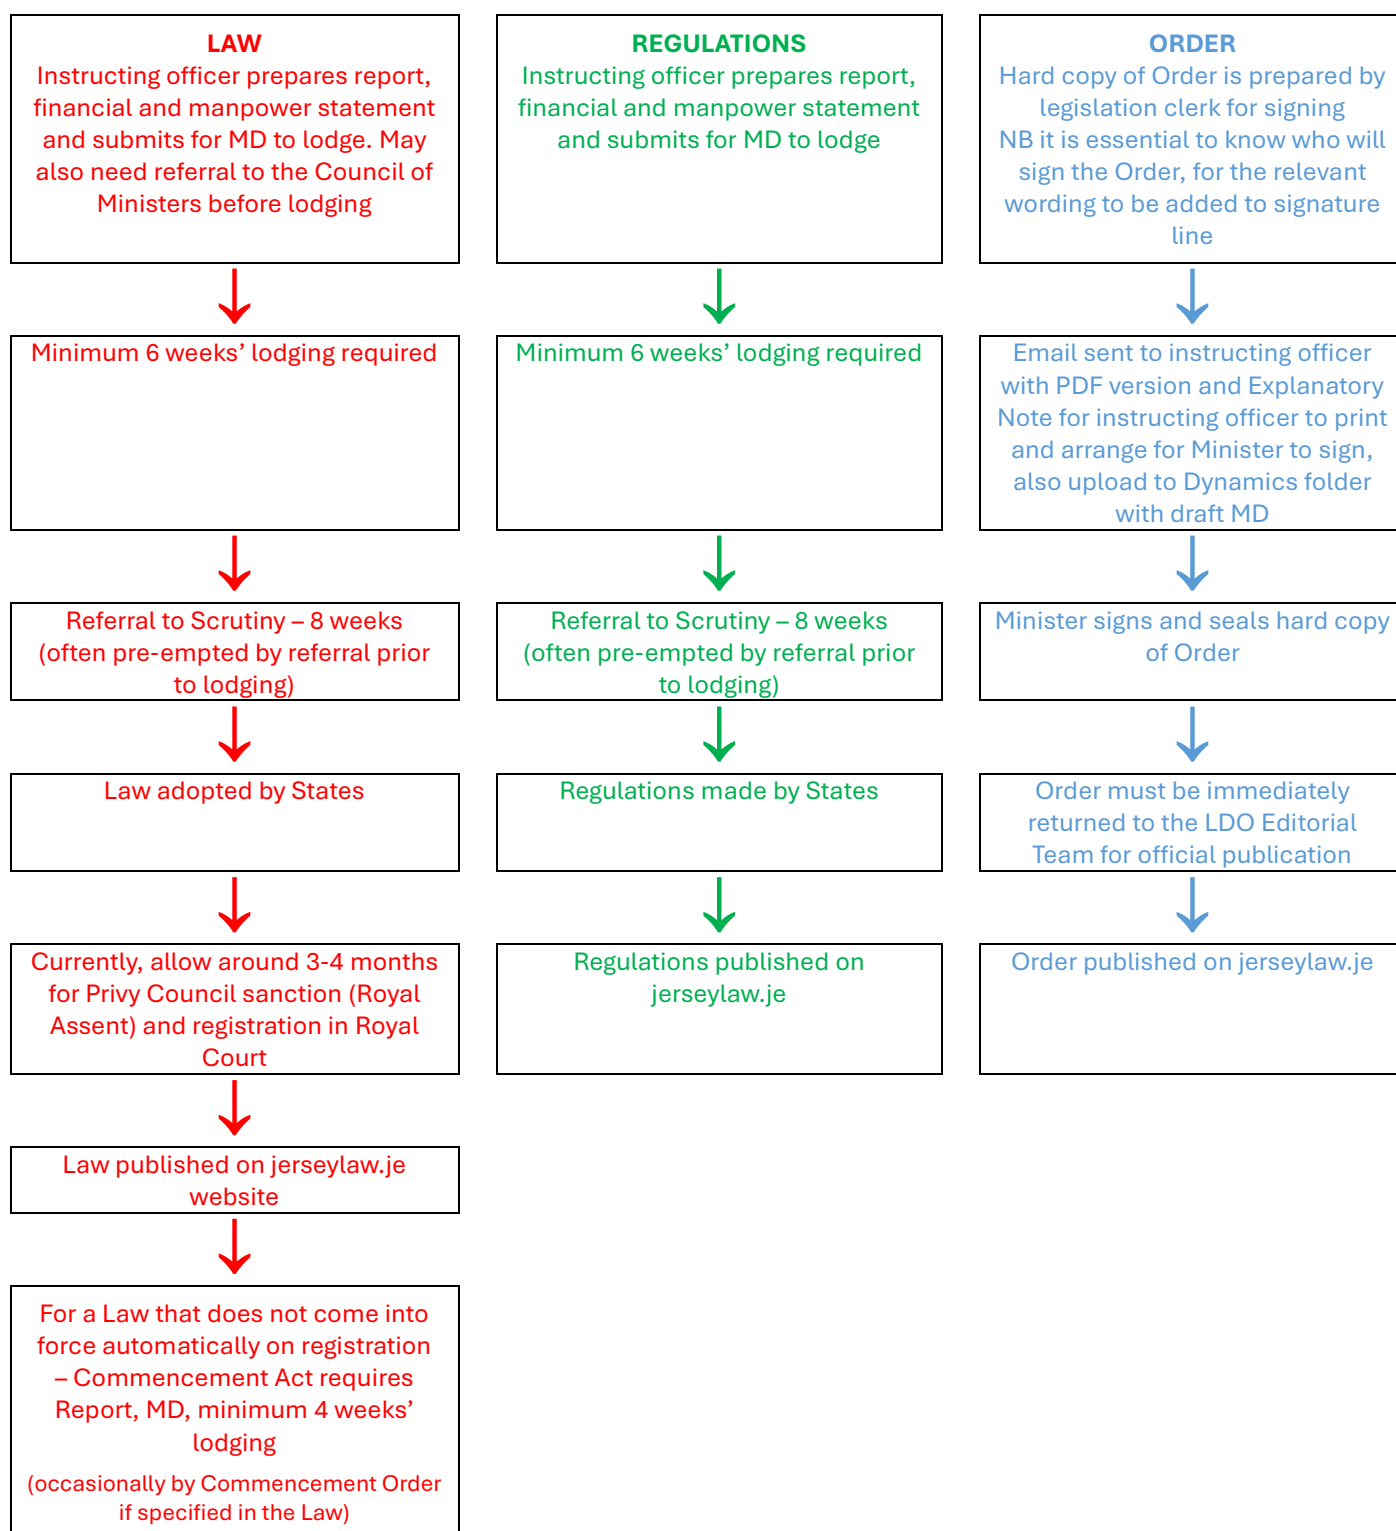 LAW
Instructing officer prepares report,
financial and manpower statement
and submits for MD to lodge. May
also need referral to the Council of
Ministers before lodging
Minimum 6 weeks’ lodging required
Referral to Scrutiny – 8 weeks
(often pre-empted by referral prior
to lodging)
Law adopted by States
Currently, allow around 3-4 months
for Privy Council sanction (Royal
Assent) and registration in Royal
Court
Law published on jerseylaw.je
website
For a Law that does not come into
force automatically on registration
– Commencement Act requires
Report, MD, minimum 4 weeks’
lodging
(occasionally by Commencement Order
if specified in the Law)
REGULATIONS
Instructing officer prepares report,
financial and manpower statement
and submits for MD to lodge
Minimum 6 weeks’ lodging required
Referral to Scrutiny – 8 weeks
(often pre-empted by referral prior
to lodging)
Regulations made by States
Regulations published on
jerseylaw.je
ORDER
Hard copy of Order is prepared by
legislation clerk for signing
NB it is essential to know who will
sign the Order, for the relevant
wording to be added to signature
line
Email sent to instructing officer
with PDF version and Explanatory
Note for instructing officer to print
and arrange for Minister to sign,
also upload to Dynamics folder
with draft MD
Minister signs and seals hard copy
of Order
Order must be immediately
returned to the LDO Editorial
Team for official publication
Order published on jerseylaw.je